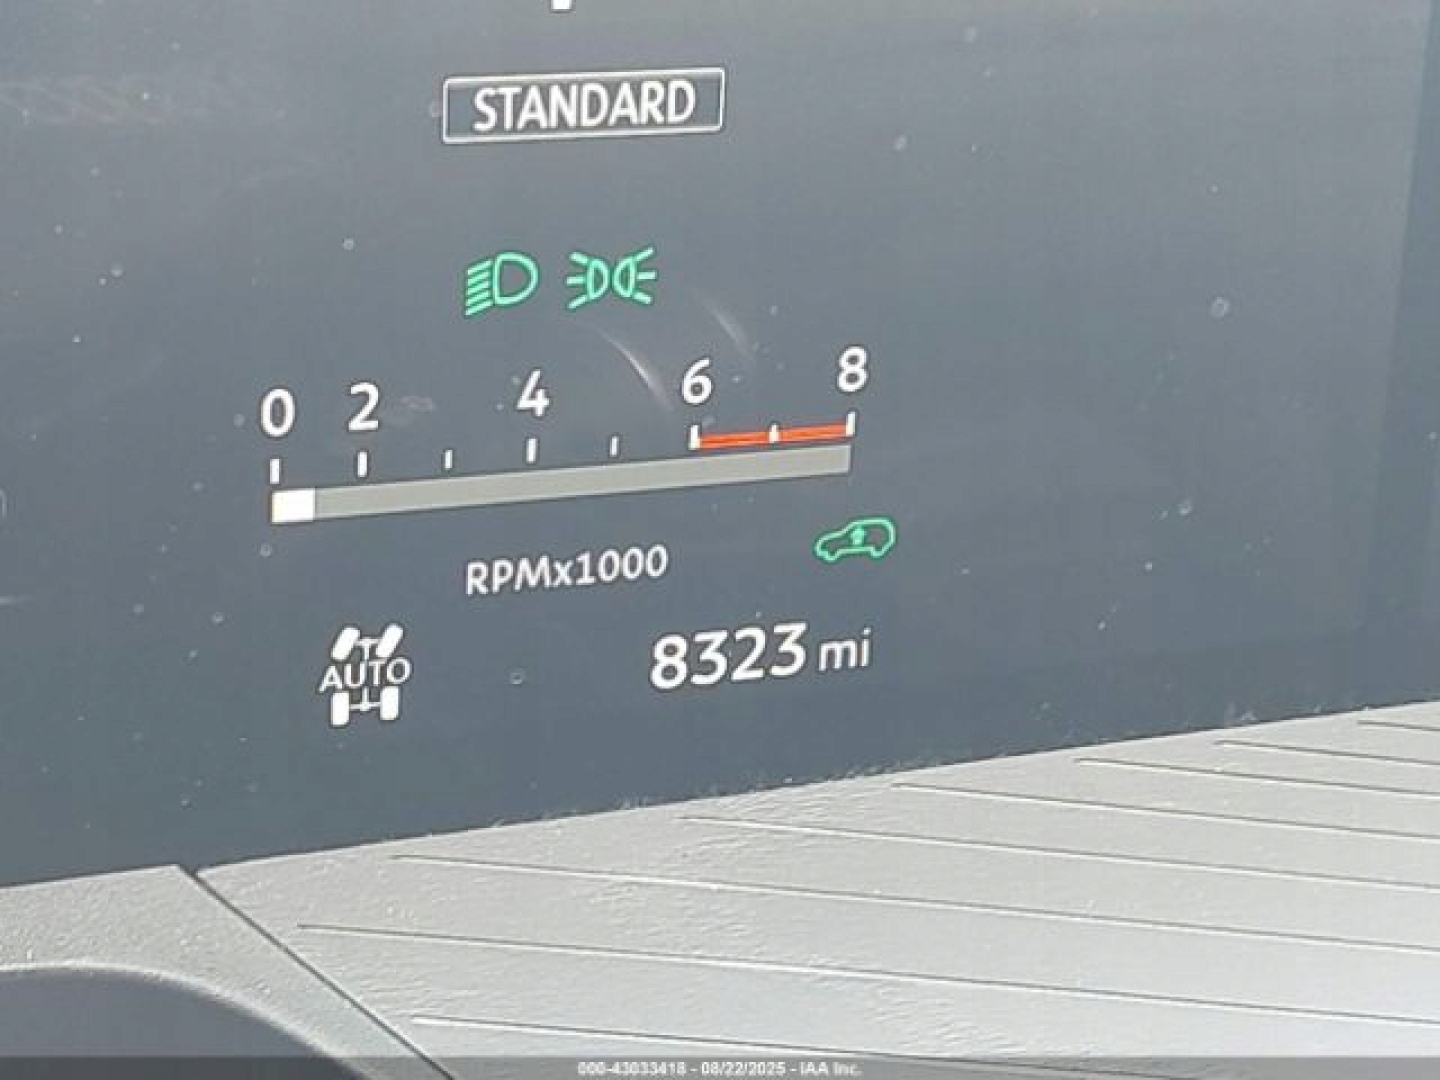 STANDARD
0 2 4 6 8
RPMx1000
AUTO
8323 mi
000-43033418 - 08/22/2025 - IAA Inc.